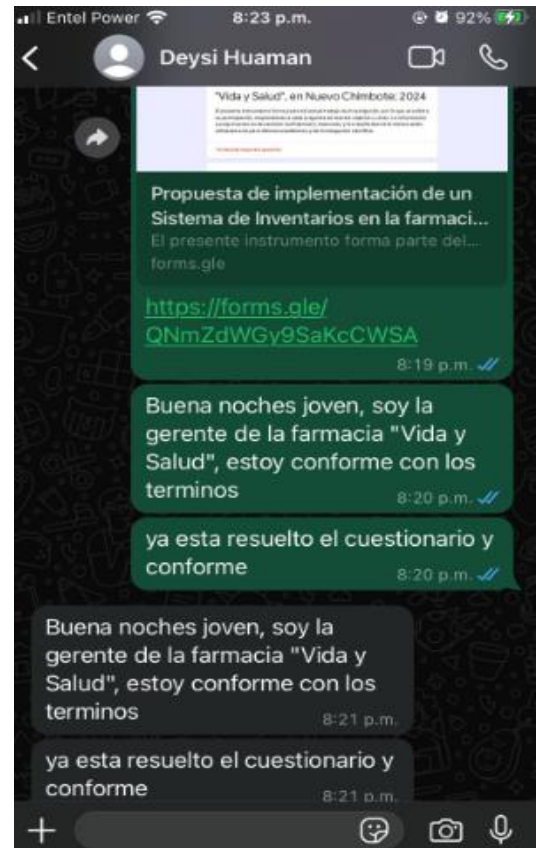 Entel Power 8:23 p.m. 92%
Deysi Huaman
"Vida y Salud", en Nuevo Chimbote; 2024
Propuesta de implementación de un
Sistema de Inventarios en la farmaci...
El presente instrumento forma parte del...
forms.gle
https://forms.gle/
QNmZdWGy9SaKcCWSA
8:19 p.m.
Buena noches joven, soy la
gerente de la farmacia "Vida y
Salud", estoy conforme con los
terminos
8:20 p.m.
ya esta resuelto el cuestionario y
conforme
8:20 p.m.
Buena noches joven, soy la
gerente de la farmacia "Vida y
Salud", estoy conforme con los
terminos
8:21 p.m.
ya esta resuelto el cuestionario y
conforme
8:21 p.m.